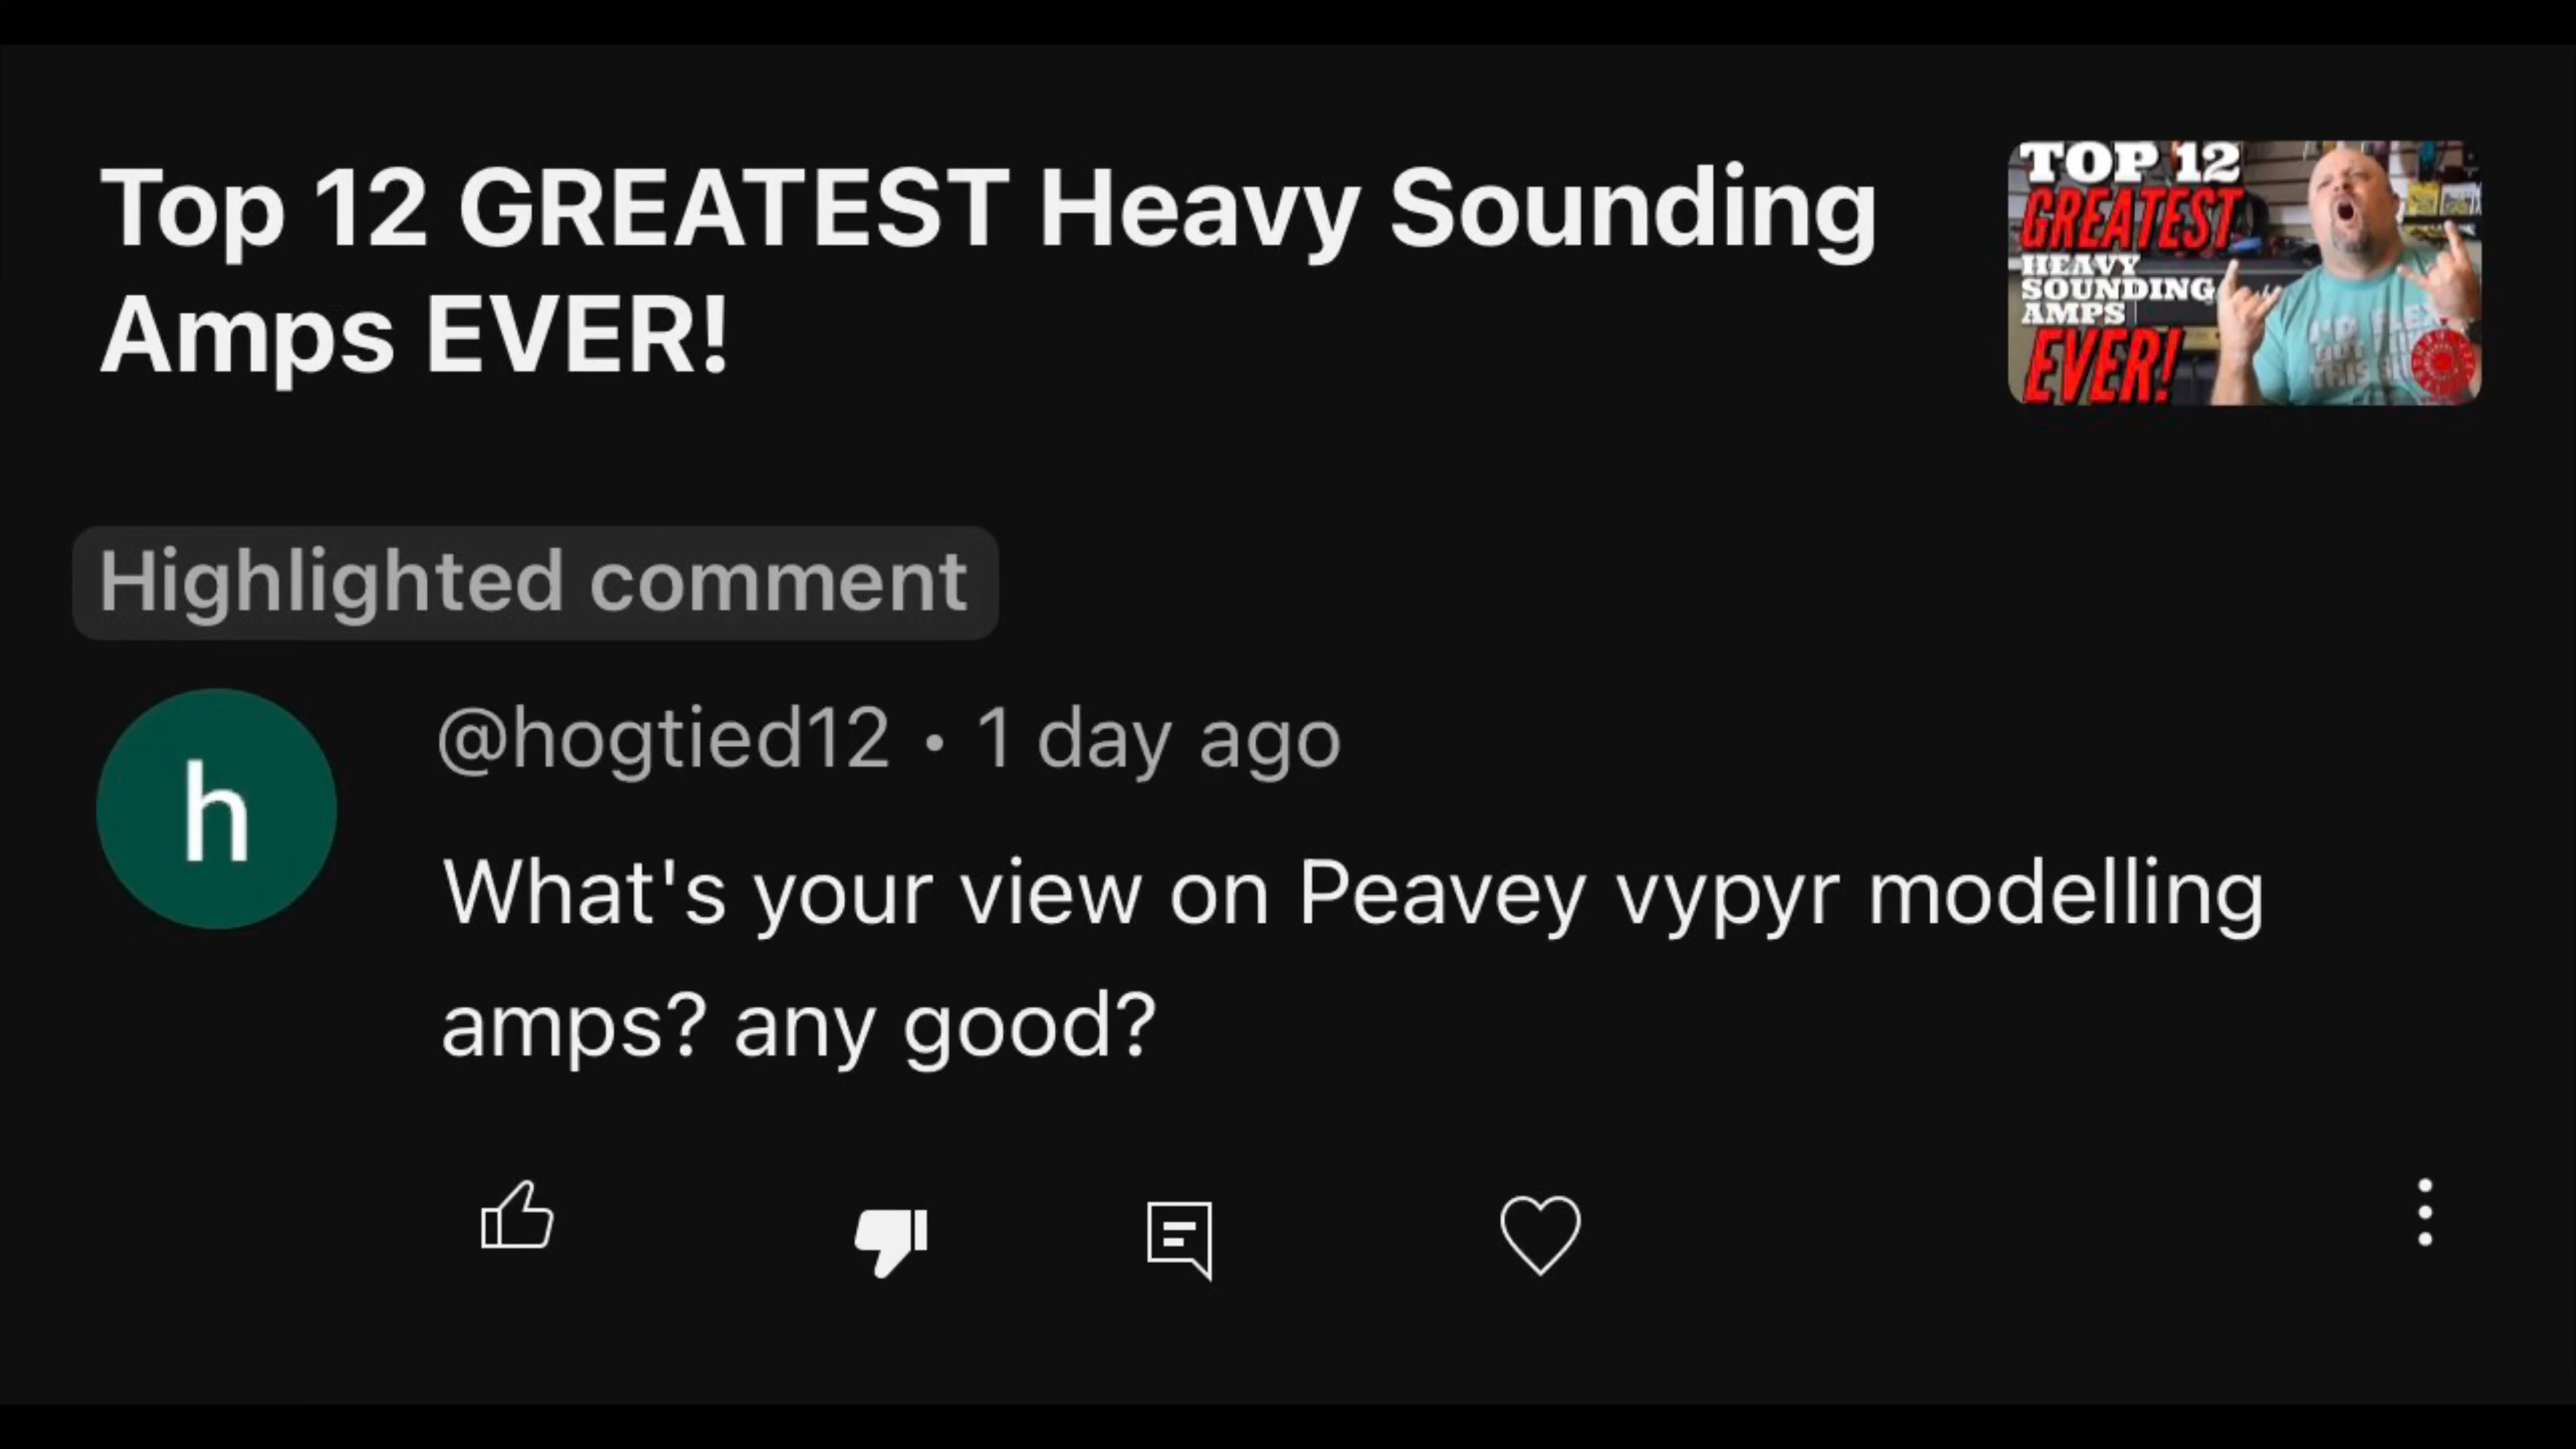 Top 12 GREATEST Heavy Sounding
Amps EVER!
TOP 12
GREATEST
HEAVY
SOUNDING
AMPS
EVER!
Highlighted comment
h
@hogtied12 • 1 day ago
What's your view on Peavey vypyr modelling
amps? any good?